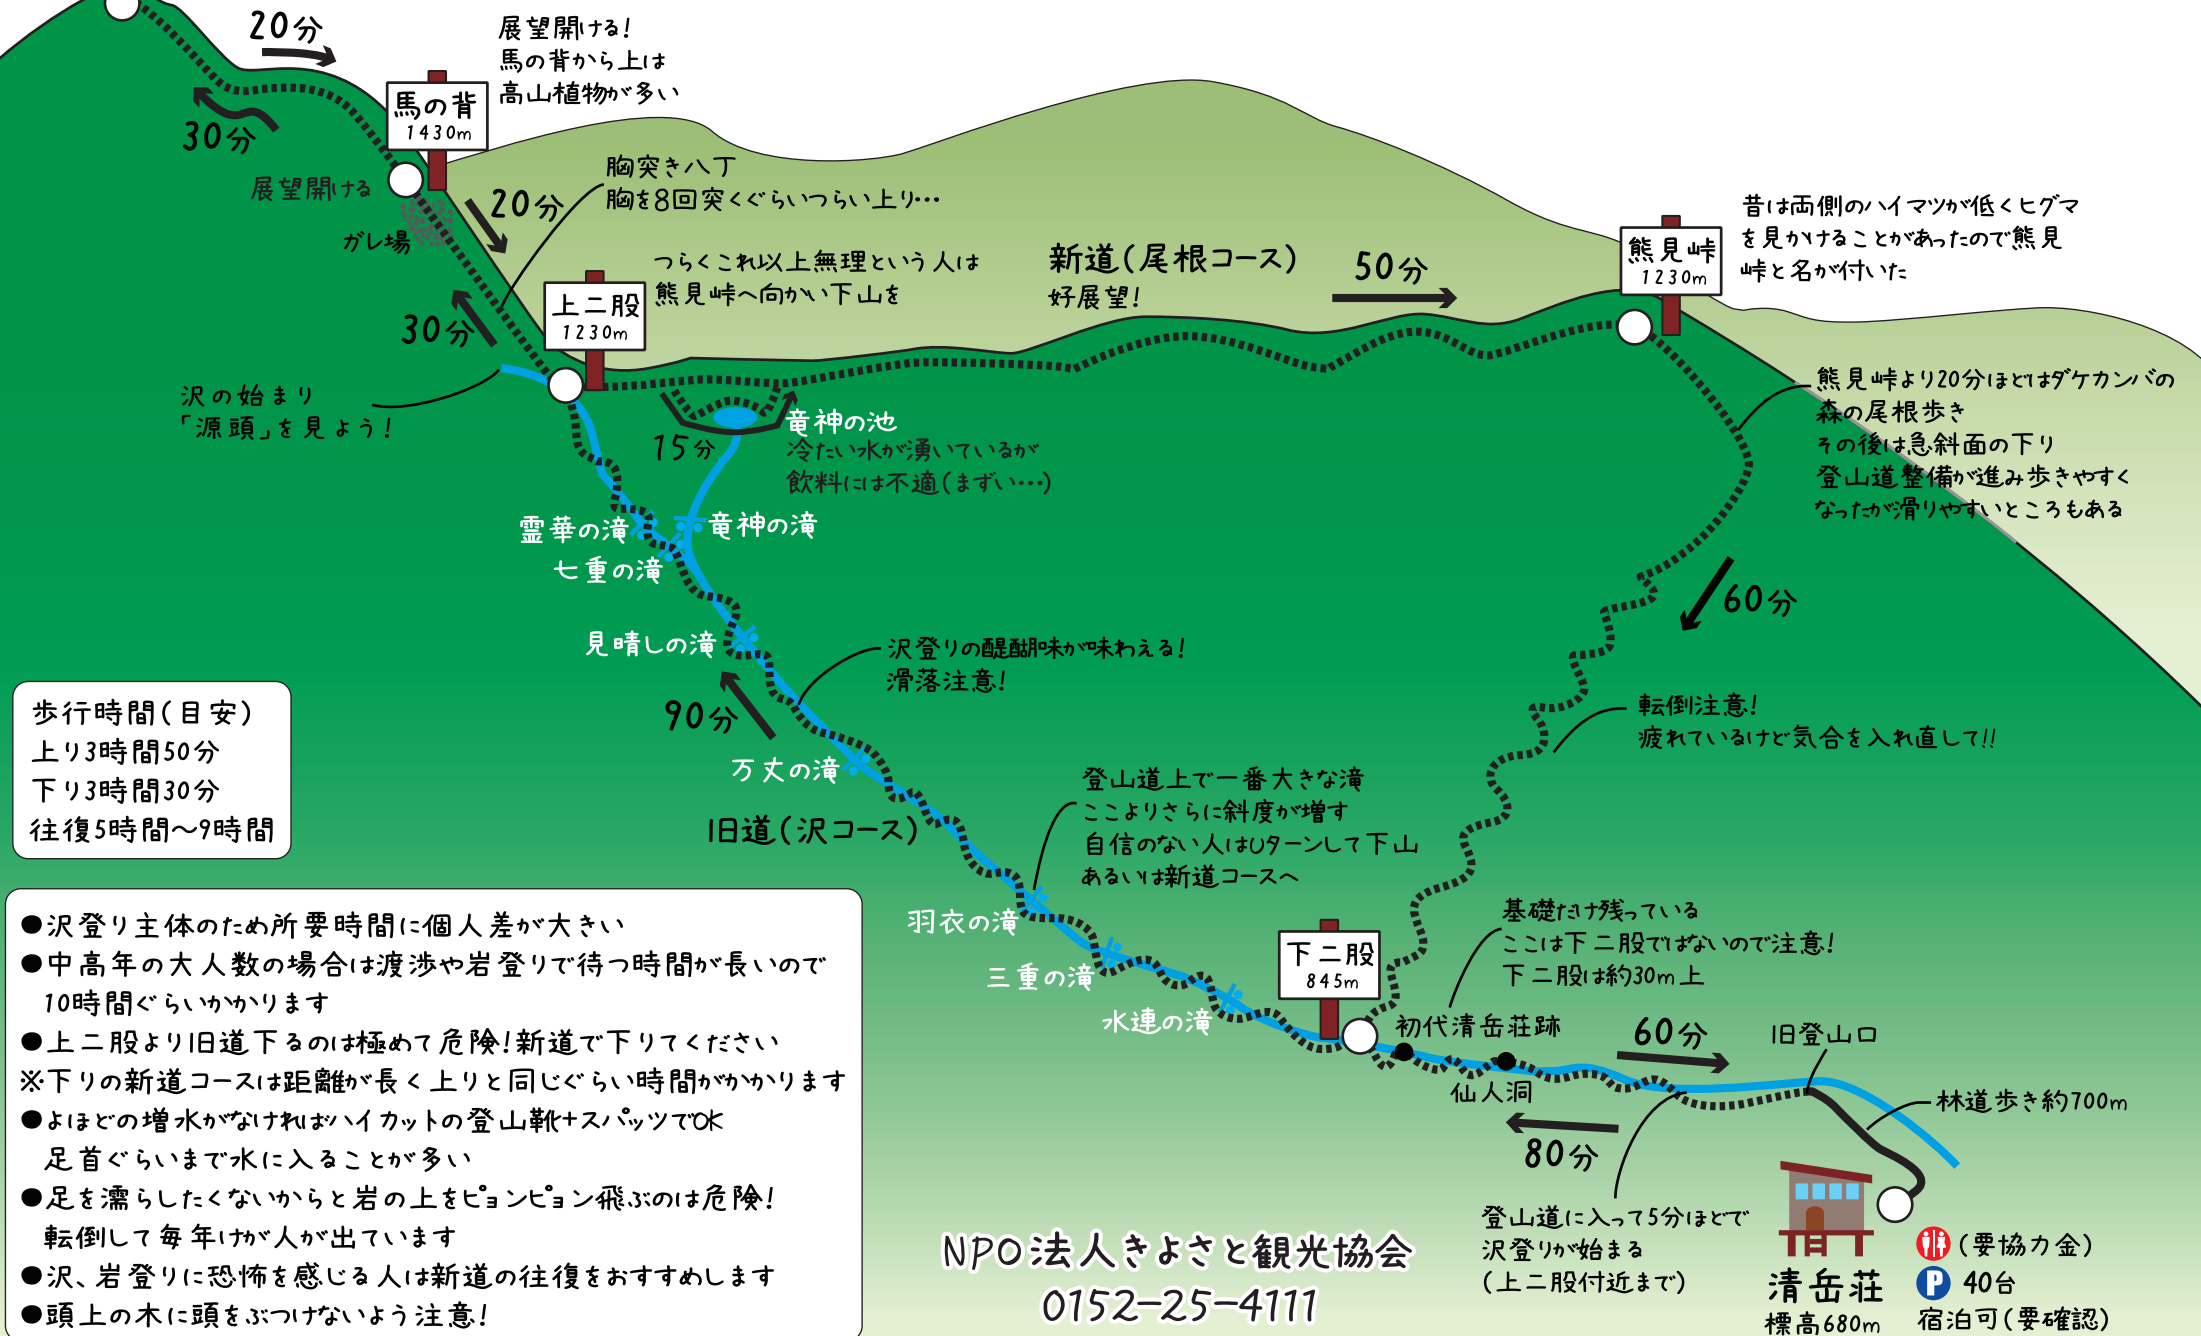 20分
30分
馬の背
1430m
展望開ける!
馬の背から上は
高山植物が多い
展望開ける
ガレ場
20分
30分
胸突き八丁
胸を8回突くぐらいつらい上り…
上二股
1230m
つらくこれ以上無理という人は
熊見峠へ向かい下山を
新道(尾根コース)
好展望!
50分
熊見峠
1230m
昔は両側のハイマツが低くヒグマ
を見かけることがあったので熊見
峠と名が付いた
沢の始まり
「源頭」を見よう!
15分
竜神の池
冷たい水が湧いているが
飲料には不適(まずい…)
熊見峠より20分ほどはダケカンバの
森の尾根歩き
その後は急斜面の下り
登山道整備が進み歩きやすく
なったが滑りやすいところもある
霊華の滝
竜神の滝
七重の滝
60分
見晴しの滝
沢登りの醍醐味が味わえる!
滑落注意!
90分
転倒注意!
疲れているけど気合を入れ直して!!
万丈の滝
旧道(沢コース)
登山道上で一番大きな滝
ここよりさらに斜度が増す
自信のない人はUターンして下山
あるいは新道コースへ
羽衣の滝
三重の滝
水連の滝
下二股
845m
基礎だけ残っている
ここは下二股ではないので注意!
下二股は約30m上
初代清岳荘跡
仙人洞
60分
旧登山口
80分
林道歩き約700m
登山道に入って5分ほどで
沢登りが始まる
(上二股付近まで)
清岳荘
標高680m
(要協力金)
P 40台
宿泊可(要確認)
歩行時間(目安)
上り3時間50分
下り3時間30分
往復5時間〜9時間
●沢登り主体のため所要時間に個人差が大きい
●中高年の大人数の場合は渡渉や岩登りで待つ時間が長いので
10時間ぐらいかかります
●上二股より旧道下るのは極めて危険!新道で下りてください
※下りの新道コースは距離が長く上りと同じぐらい時間がかかります
●よほどの増水がなければハイカットの登山靴+スパッツでOK
足首ぐらいまで水に入ることが多い
●足を濡らしたくないからと岩の上をピョンピョン飛ぶのは危険!
転倒して毎年けが人が出ています
●沢、岩登りに恐怖を感じる人は新道の往復をおすすめします
●頭上の木に頭をぶつけないよう注意!
NPO法人きよさと観光協会
0152-25-4111